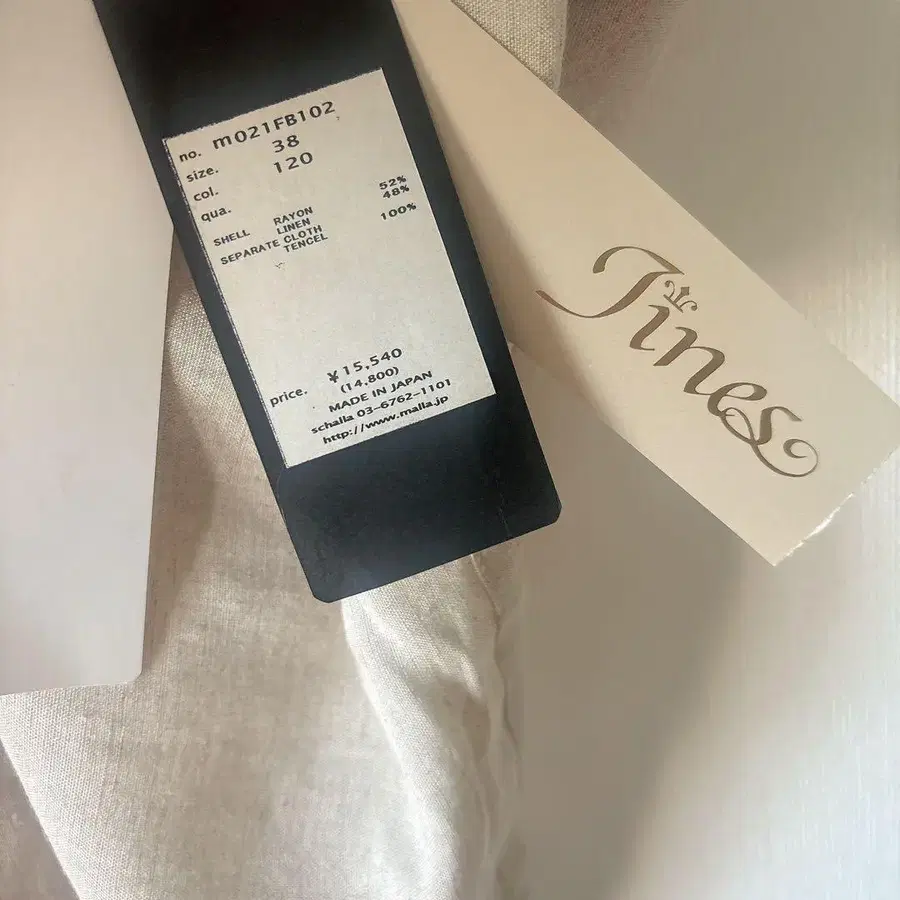 no. m021FB102
size. 38
col. 120
qua.
SHELL RAYON 52%
LINEN 48%
SEPARATE CLOTH
TENCEL 100%
price. ¥15,540
(14,800)
MADE IN JAPAN
schalla 03-6762-1101
http://www.malla.jp
Jines